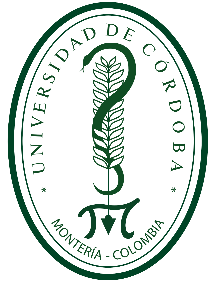 * UNIVERSIDAD DE CÓRDOBA *
MONTERÍA - COLOMBIA